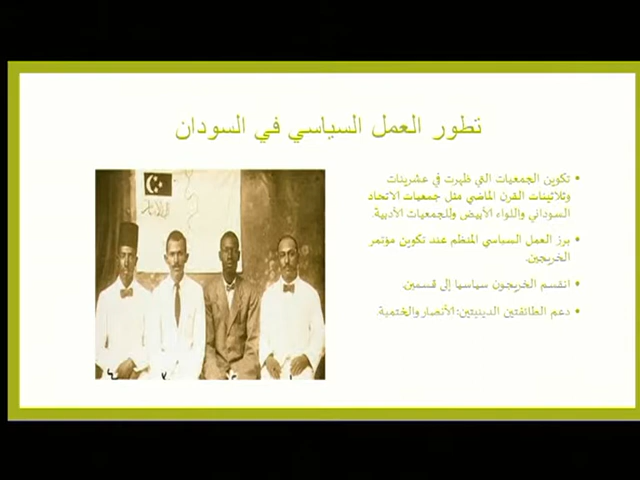 تطور العمل السياسي في السودان
• تكوين الجمعيات التي ظهرت في عشرينات
وثلاثينات القرن الماضي مثل جمعيات الاتحاد
السوداني واللواء الأبيض وللجمعيات الأدبية.
• برز العمل السياسي المنظم عند تكوين مؤتمر
الخريجين.
• انقسم الخريجون سياسيا إلى قسمين.
• دعم الطائفتين الدينيتين: الأنصار والختمية